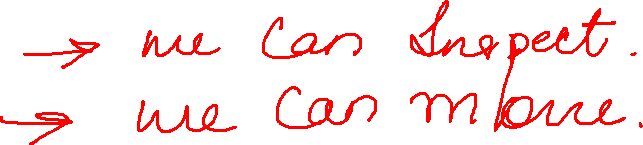 → we can Inspect.
→ we can move.